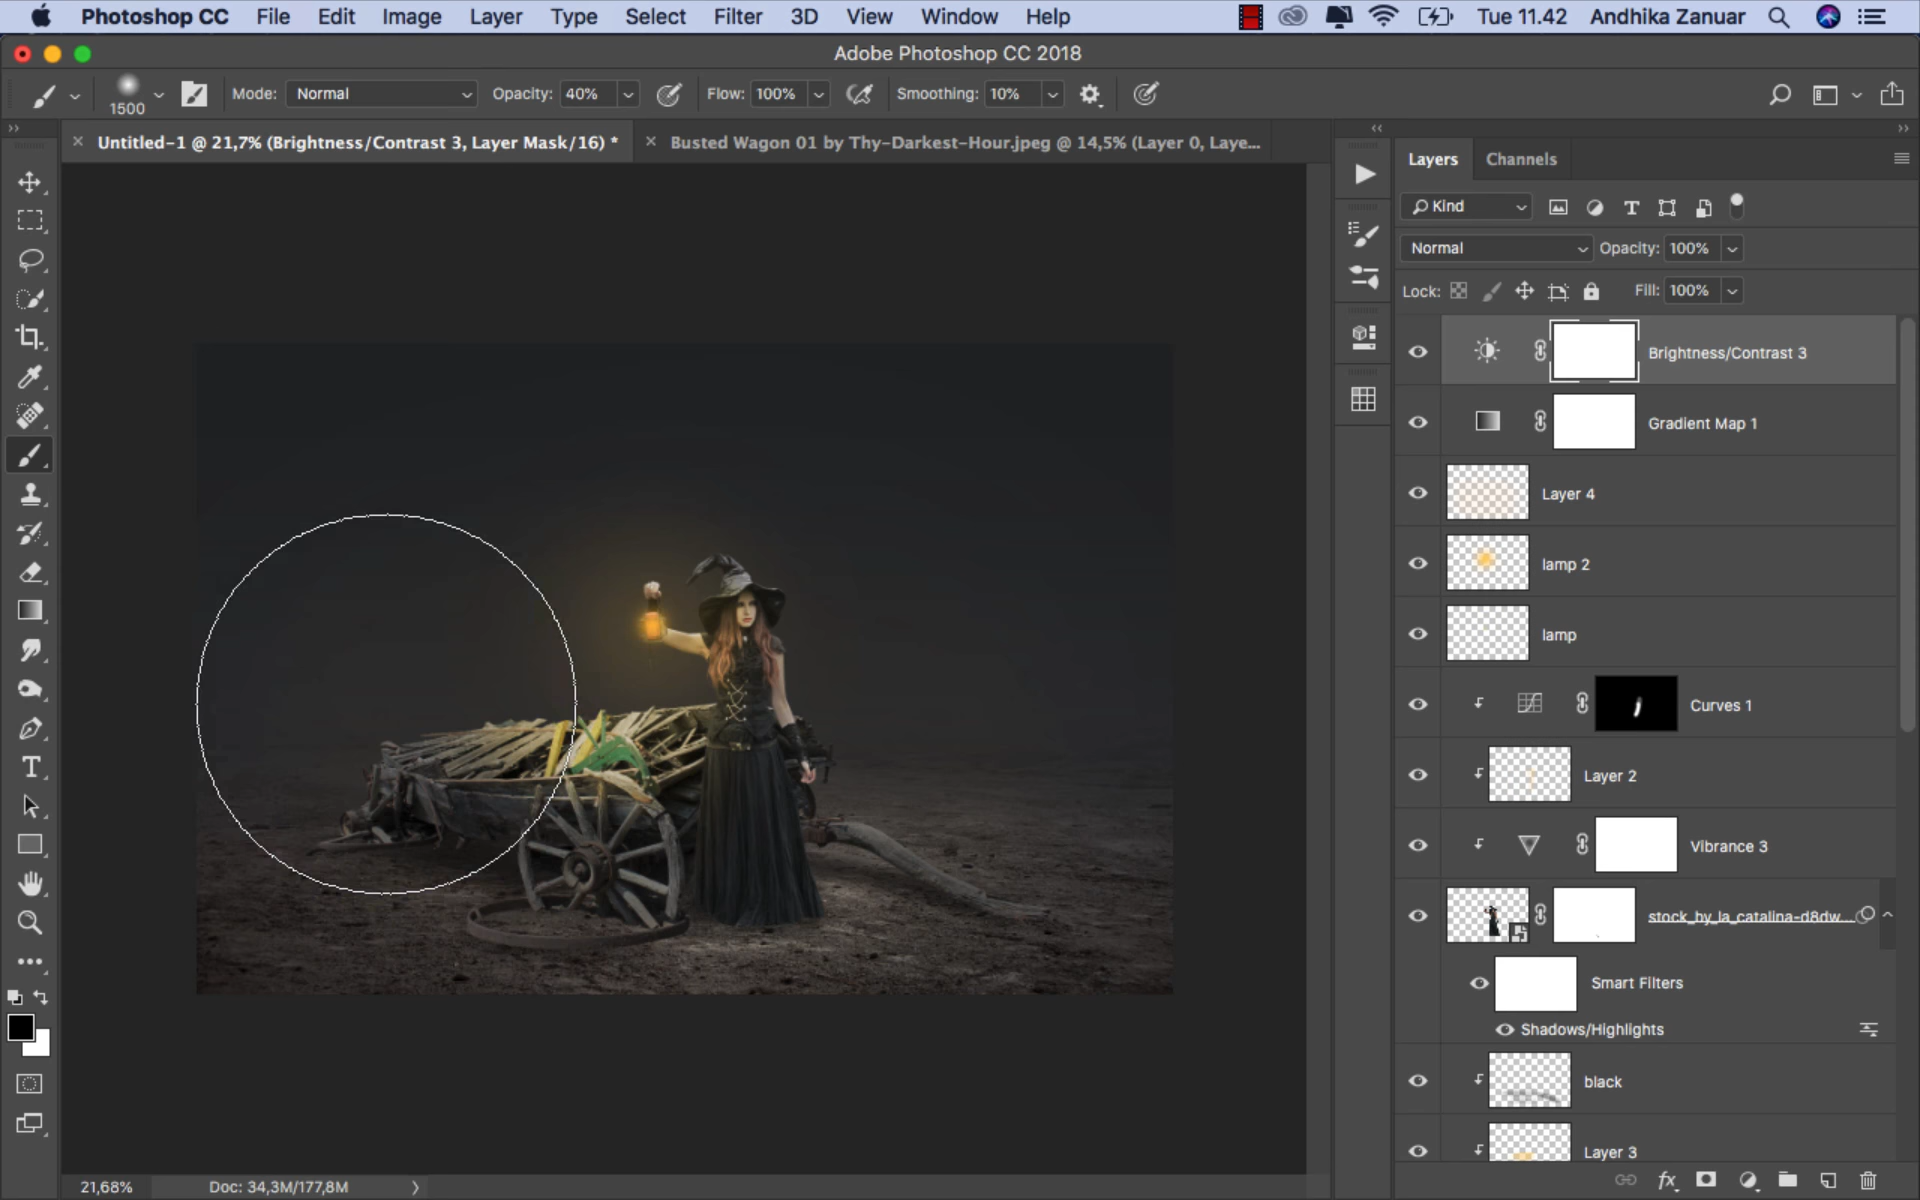 Photoshop CC File Edit Image Layer Type Select Filter 3D View Window Help Tue 11.42 Andhika Zanuar
Adobe Photoshop CC 2018
1500 Mode: Normal Opacity: 40% Flow: 100% Smoothing: 10%
Untitled-1 @ 21,7% (Brightness/Contrast 3, Layer Mask/16) * Busted Wagon 01 by Thy-Darkest-Hour.jpeg @ 14,5% (Layer 0, Laye...
Layers Channels
Kind
Normal Opacity: 100%
Lock: Fill: 100%
Brightness/Contrast 3
Gradient Map 1
Layer 4
lamp 2
lamp
Curves 1
Layer 2
Vibrance 3
stock_by_la_catalina-d8dw...
Smart Filters
Shadows/Highlights
black
Layer 3
21,68% Doc: 34,3M/177,8M